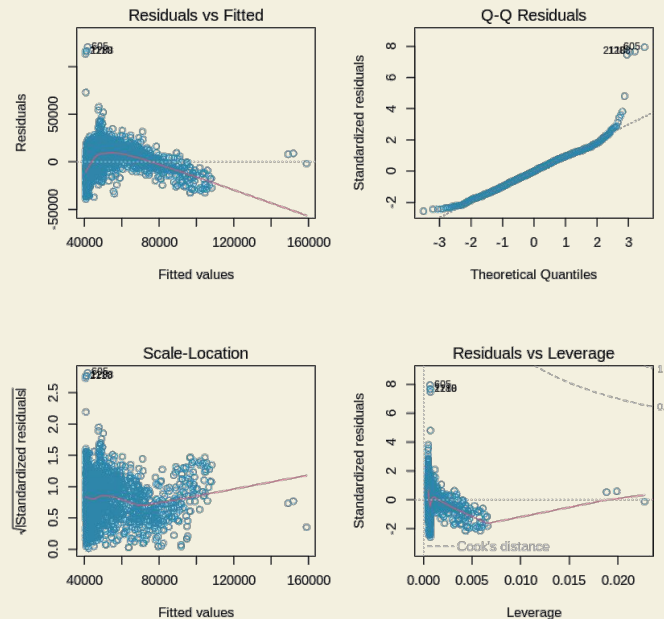 Residuals vs Fitted
Residuals
-50000 0 50000
605
40000 80000 120000 160000
Fitted values
Q-Q Residuals
Standardized residuals
-2 0 2 4 6 8
605
-3 -2 -1 0 1 2 3
Theoretical Quantiles
Scale-Location
√|Standardized residuals|
0.0 0.5 1.0 1.5 2.0 2.5
605
40000 80000 120000 160000
Fitted values
Residuals vs Leverage
Standardized residuals
-2 0 2 4 6 8
605
Cook's distance
0.000 0.005 0.010 0.015 0.020
Leverage